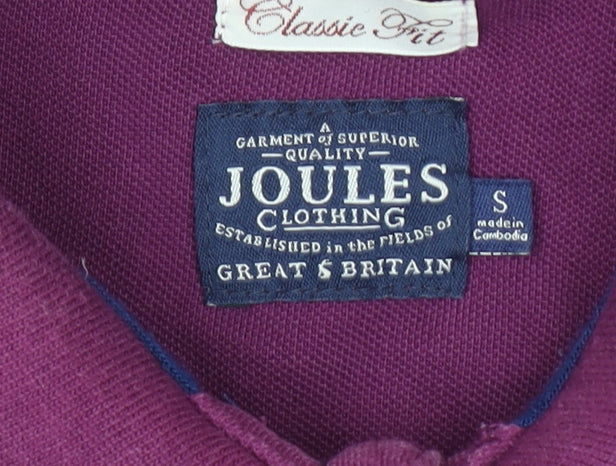 Classic Fit
A
GARMENT of SUPERIOR
QUALITY
JOULES
CLOTHING
ESTABLISHED in the FIELDS of
GREAT BRITAIN
S
made in
Cambodia